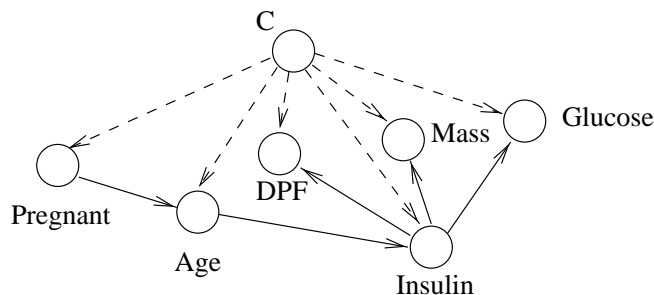 C
Glucose
Mass
DPF
Pregnant
Age
Insulin